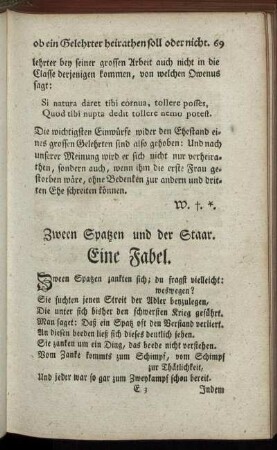 ob ein Gelehrter heirathen soll oder nicht. 69
lehrter bey seiner grossen Arbeit auch nicht in die
Classe derjenigen kommen, von welchen Owenus
sagt:
Si natura daret tibi cornua, tollere posset,
Quod tibi nupta dedit tollere nemo potest.
Die wichtigsten Einwürfe wider den Ehestand eines
grossen Gelehrten sind also gehoben: Und nach
unserer Meinung wird er sich nicht nur verheira-
then, sondern auch, wenn ihm die erste Frau ge-
storben wäre, ohne Bedenken zur andern und drit-
ten Ehe schreiten können.
W. †. *.
Zween Spatzen und der Staar.
Eine Fabel.
Zween Spatzen zankten sich; du fragst vielleicht:
weswegen?
Sie suchten jenen Streit der Adler beyzulegen,
Die unter sich bisher den schwersten Krieg geführt.
Man saget: Daß ein Spatz oft den Verstand verliert.
An diesen beeden ließ sich dieses deutlich sehen.
Sie zanken um ein Ding, das beede nicht verstehen.
Vom Zanke kommts zum Schimpf, vom Schimpf
zur Thätlichkeit,
Und jeder war so gar zum Zweykampf schon bereit.
E 3 Indem